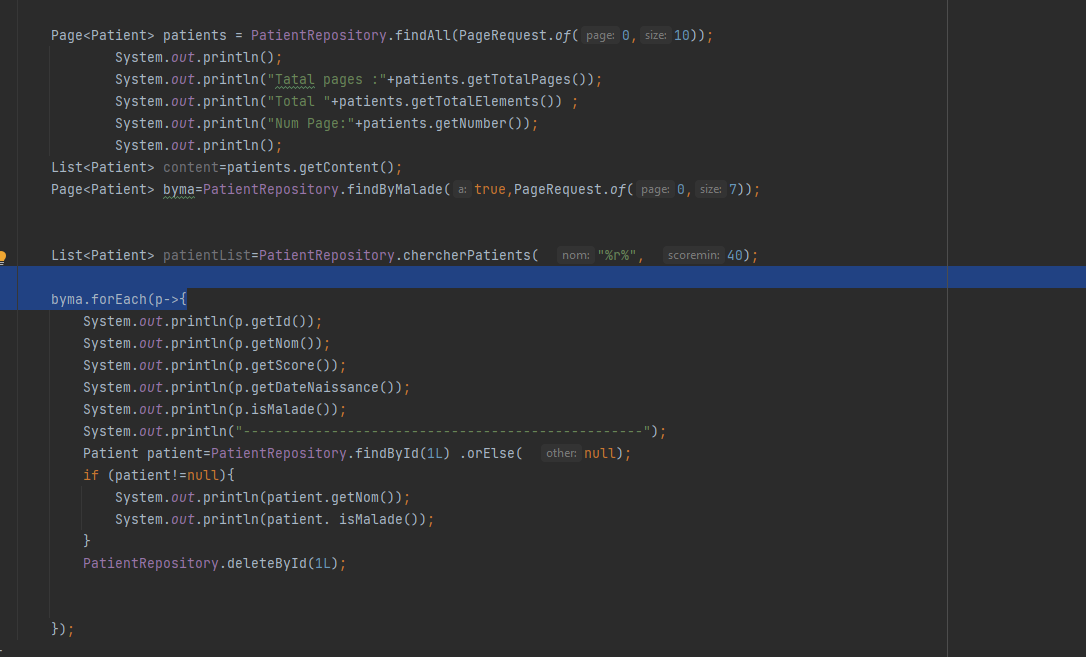 Page<Patient> patients = PatientRepository.findAll(PageRequest.of( page: 0, size: 10));
System.out.println();
System.out.println("Tatal pages :"+patients.getTotalPages());
System.out.println("Total "+patients.getTotalElements()) ;
System.out.println("Num Page:"+patients.getNumber());
System.out.println();
List<Patient> content=patients.getContent();
Page<Patient> byma=PatientRepository.findByMalade( a: true,PageRequest.of( page: 0, size: 7));
List<Patient> patientList=PatientRepository.chercherPatients( nom: "%r%", scoremin: 40);
byma.forEach(p->{
System.out.println(p.getId());
System.out.println(p.getNom());
System.out.println(p.getScore());
System.out.println(p.getDateNaissance());
System.out.println(p.isMalade());
System.out.println("--------------------------------------------------");
Patient patient=PatientRepository.findById(1L) .orElse( other: null);
if (patient!=null){
System.out.println(patient.getNom());
System.out.println(patient. isMalade());
}
PatientRepository.deleteById(1L);
});